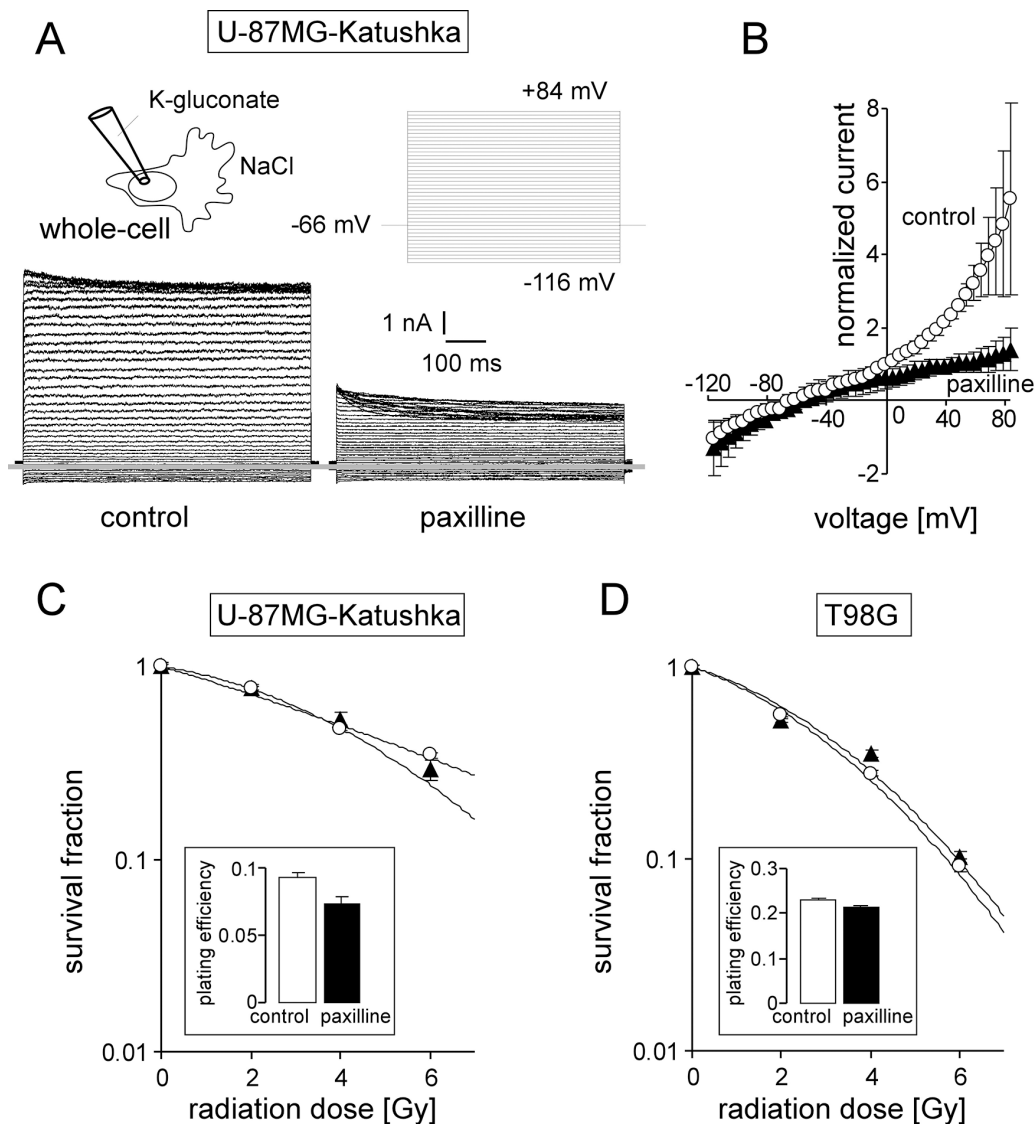 A
U-87MG-Katushka
K-gluconate
NaCl
whole-cell
+84 mV
-66 mV
-116 mV
1 nA
100 ms
control
paxilline
B
normalized current
8
6
4
2
-2
control
paxilline
-120
-80
-40
0
40
80
voltage [mV]
C
U-87MG-Katushka
survival fraction
1
0.1
0.01
plating efficiency
0.1
0.05
0
control
paxilline
0
2
4
6
radiation dose [Gy]
D
T98G
survival fraction
1
0.1
0.01
plating efficiency
0.3
0.2
0.1
0
control
paxilline
0
2
4
6
radiation dose [Gy]